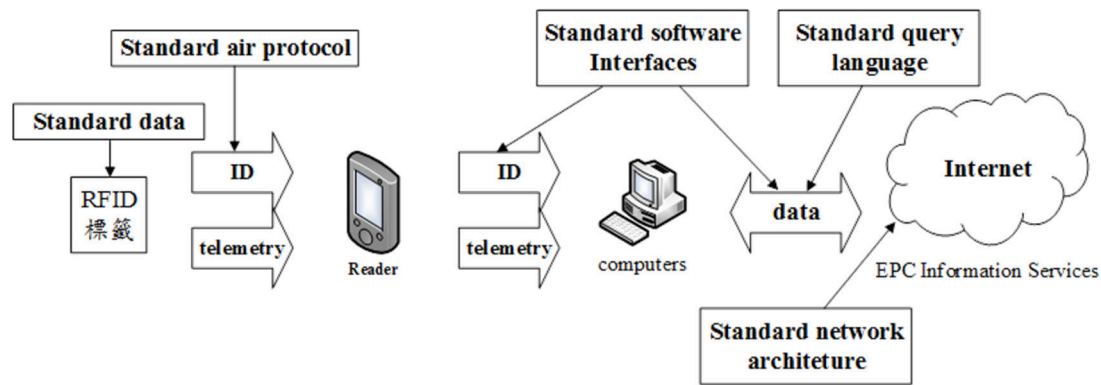 Standard air protocol
Standard software
Interfaces
Standard query
language
Standard data
ID
ID
Internet
RFID
標籤
data
telemetry
telemetry
Reader
computers
EPC Information Services
Standard network
architeture